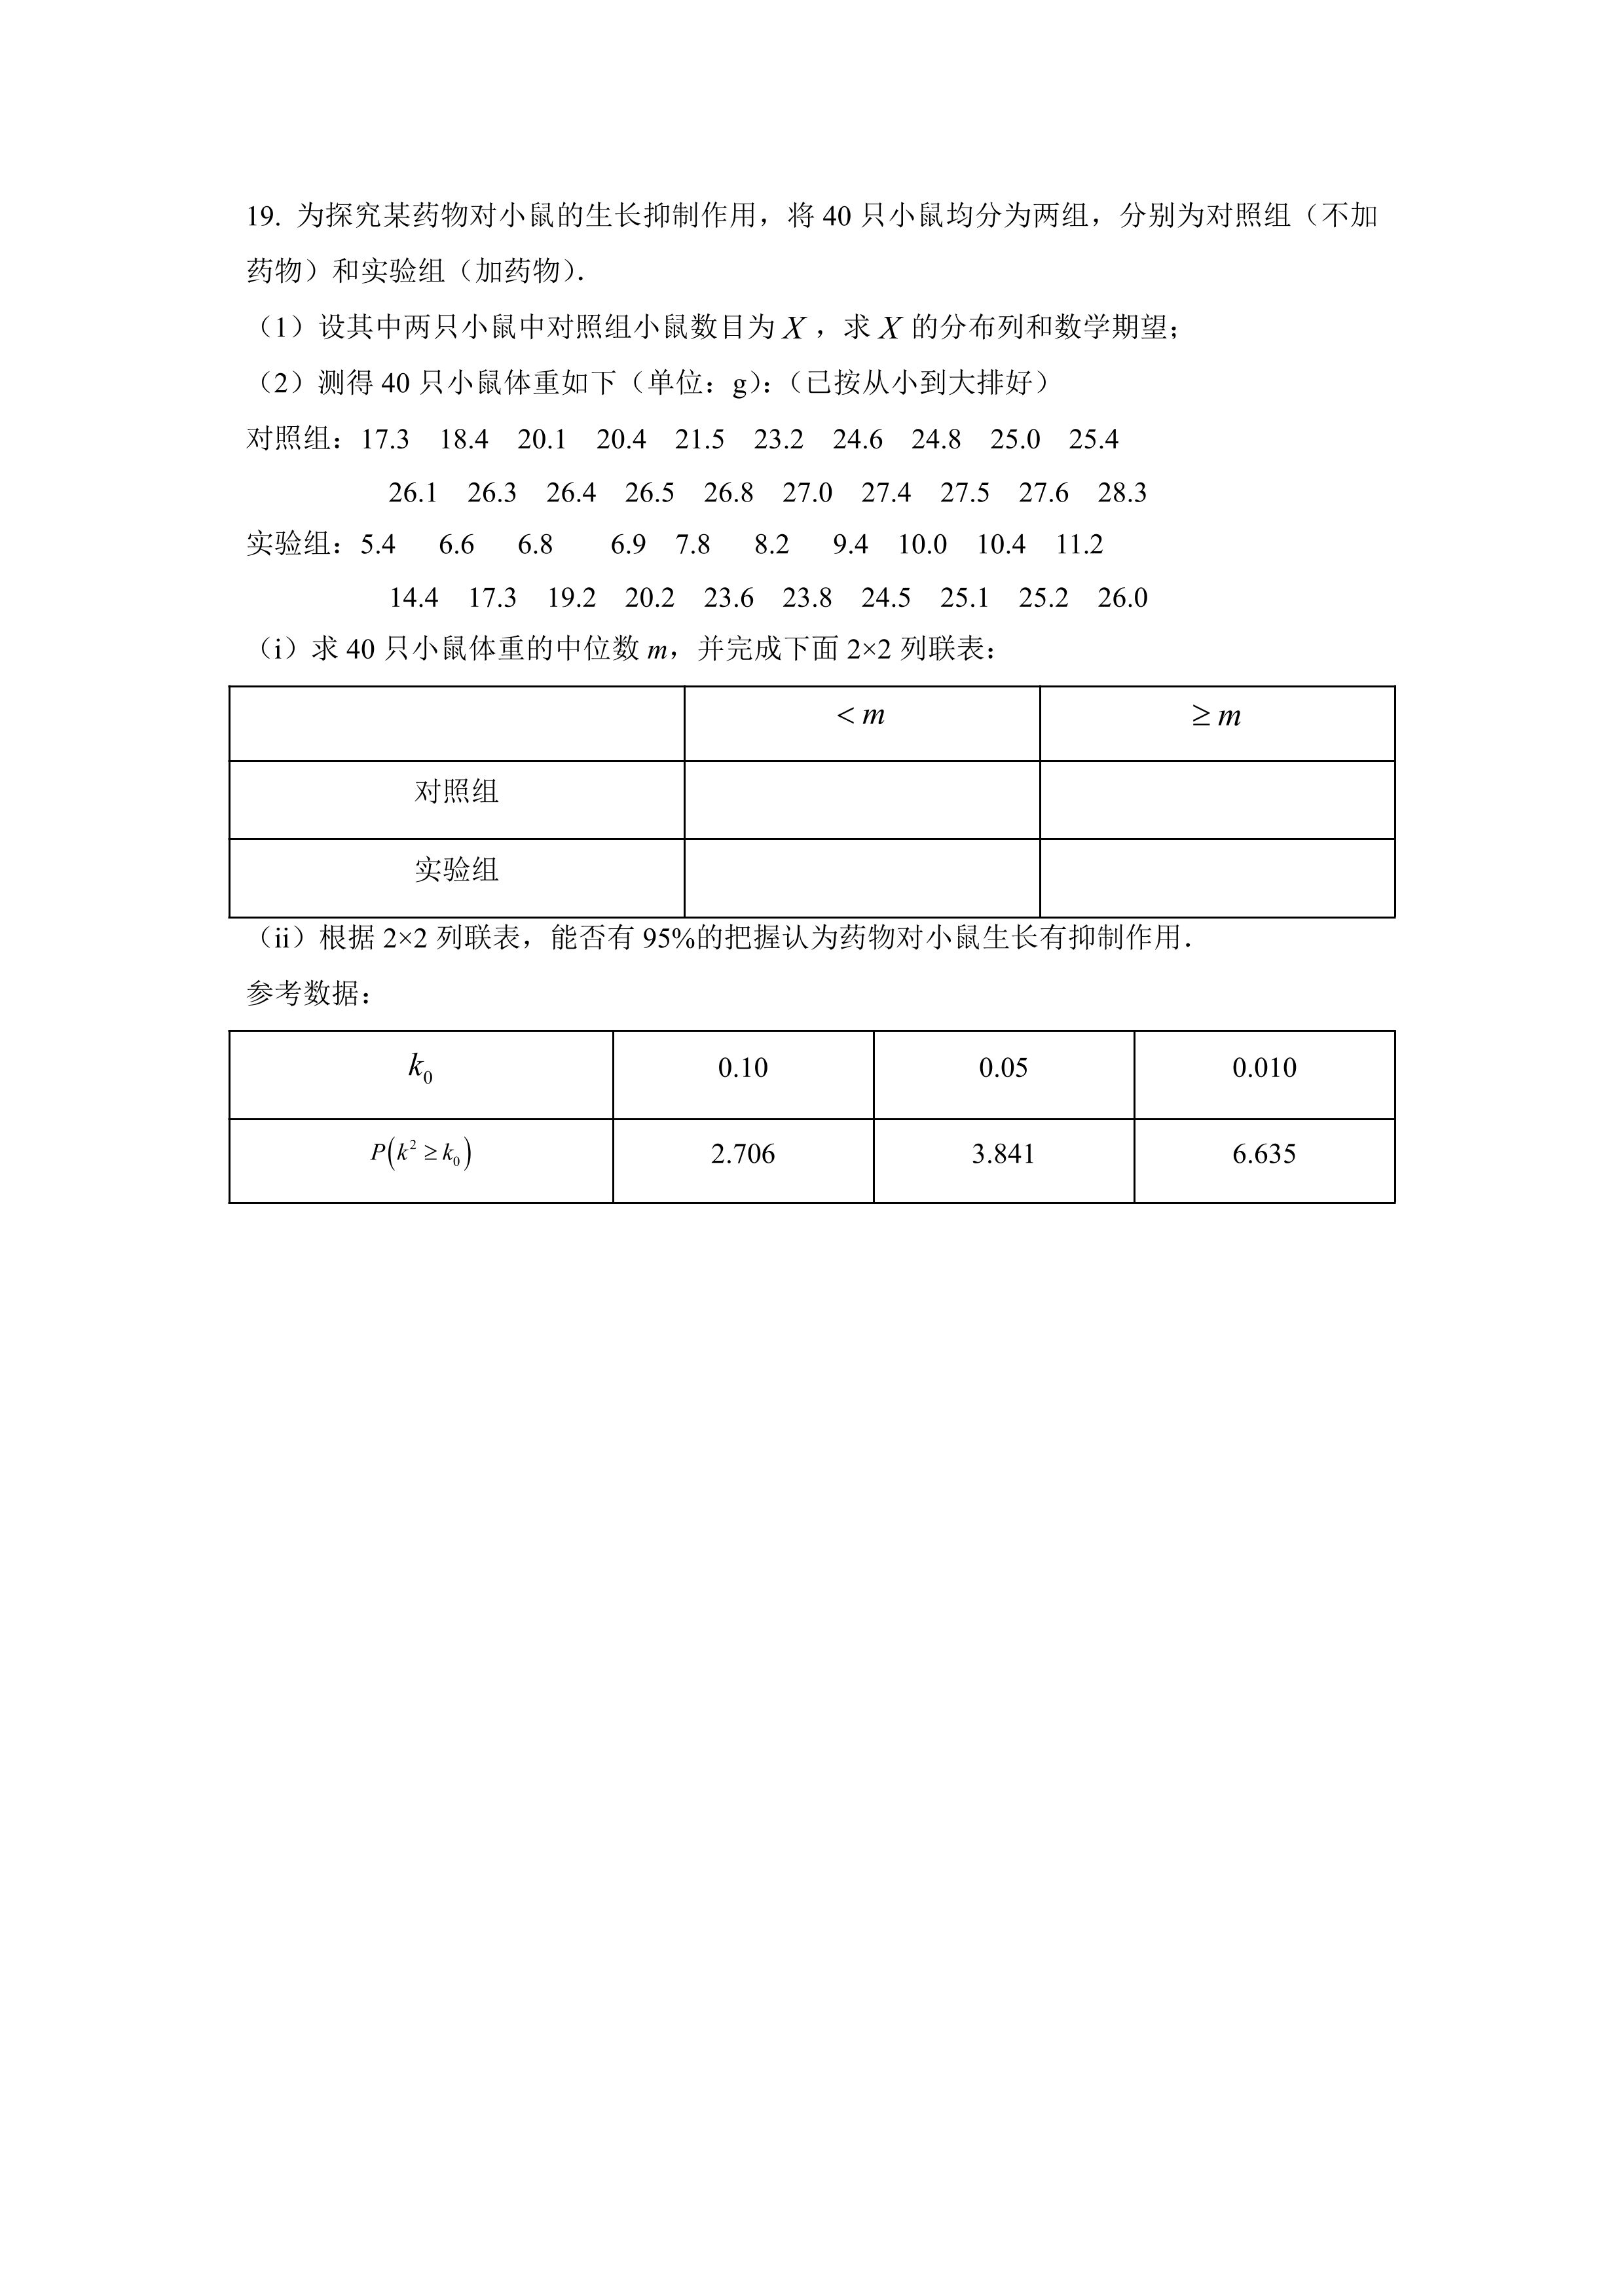 19. 为探究某药物对小鼠的生长抑制作用，将 40 只小鼠均分为两组，分别为对照组（不加
药物）和实验组（加药物）.
（1）设其中两只小鼠中对照组小鼠数目为 X ，求 X 的分布列和数学期望；
（2）测得 40 只小鼠体重如下（单位：g）：（已按从小到大排好）
对照组：17.3 18.4 20.1 20.4 21.5 23.2 24.6 24.8 25.0 25.4
26.1 26.3 26.4 26.5 26.8 27.0 27.4 27.5 27.6 28.3
实验组：5.4 6.6 6.8 6.9 7.8 8.2 9.4 10.0 10.4 11.2
14.4 17.3 19.2 20.2 23.6 23.8 24.5 25.1 25.2 26.0
（i）求 40 只小鼠体重的中位数 m，并完成下面 2×2 列联表：
< m ≥ m
对照组
实验组
（ii）根据 2×2 列联表，能否有 95%的把握认为药物对小鼠生长有抑制作用.
参考数据：
k₀ 0.10 0.05 0.010
P(k² ≥ k₀) 2.706 3.841 6.635